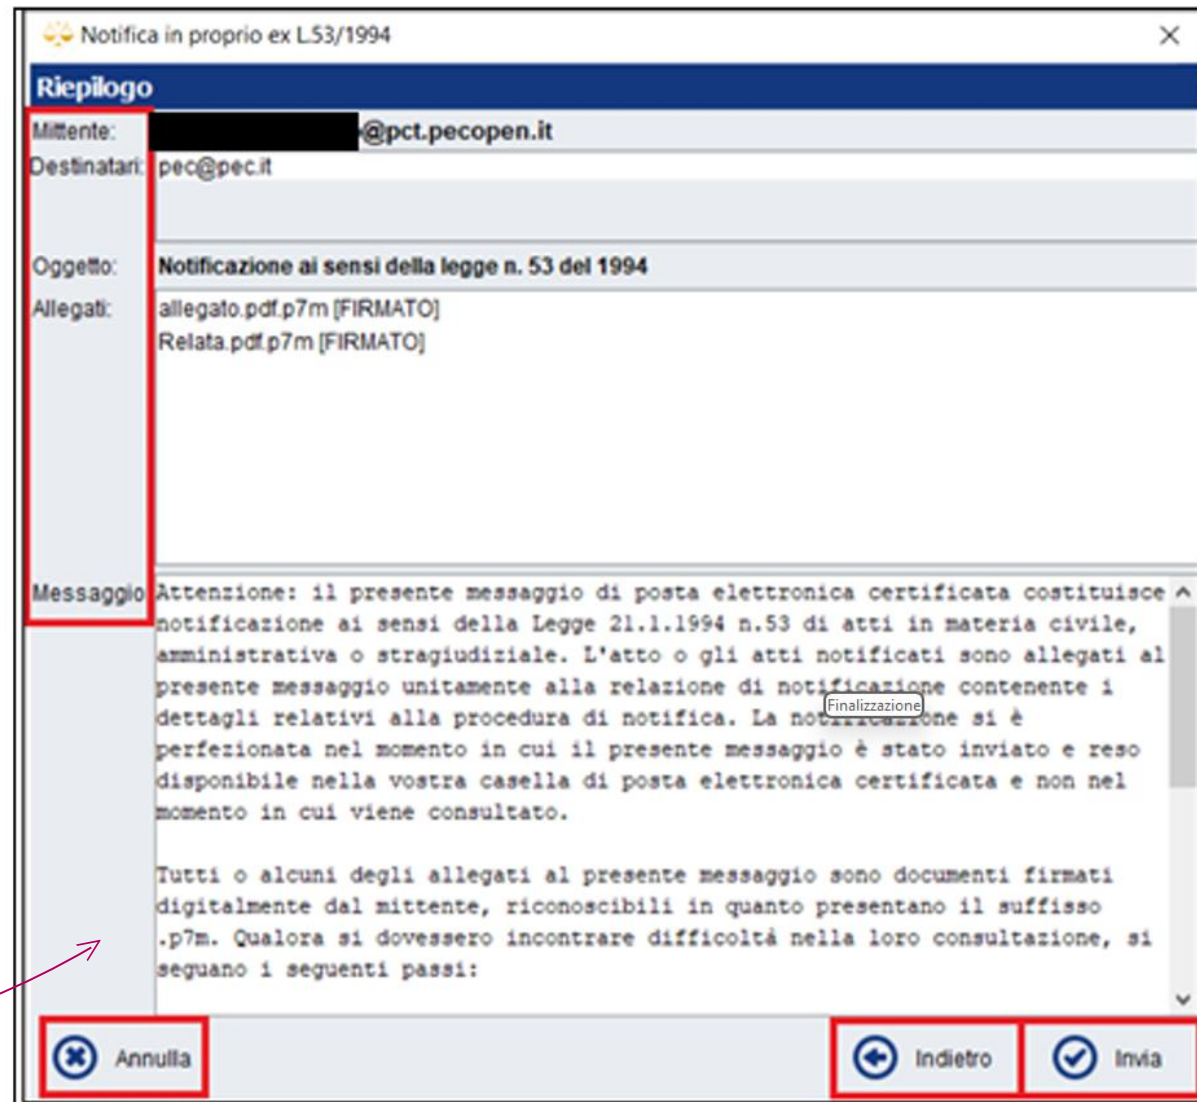 Notifica in proprio ex L.53/1994
Riepilogo
Mittente: @pct.pecopen.it
Destinatari: pec@pec.it
Oggetto: Notificazione ai sensi della legge n. 53 del 1994
Allegati: allegato.pdf.p7m [FIRMATO]
Relata.pdf.p7m [FIRMATO]
Messaggio Attenzione: il presente messaggio di posta elettronica certificata costituisce
notificazione ai sensi della Legge 21.1.1994 n.53 di atti in materia civile,
amministrativa o stragiudiziale. L'atto o gli atti notificati sono allegati al
presente messaggio unitamente alla relazione di notificazione contenente i
Finalizzazione
dettagli relativi alla procedura di notifica. La notificazione si è
perfezionata nel momento in cui il presente messaggio è stato inviato e reso
disponibile nella vostra casella di posta elettronica certificata e non nel
momento in cui viene consultato.
Tutti o alcuni degli allegati al presente messaggio sono documenti firmati
digitalmente dal mittente, riconoscibili in quanto presentano il suffisso
.p7m. Qualora si dovessero incontrare difficoltà nella loro consultazione, si
seguano i seguenti passi:
Annulla Indietro Invia